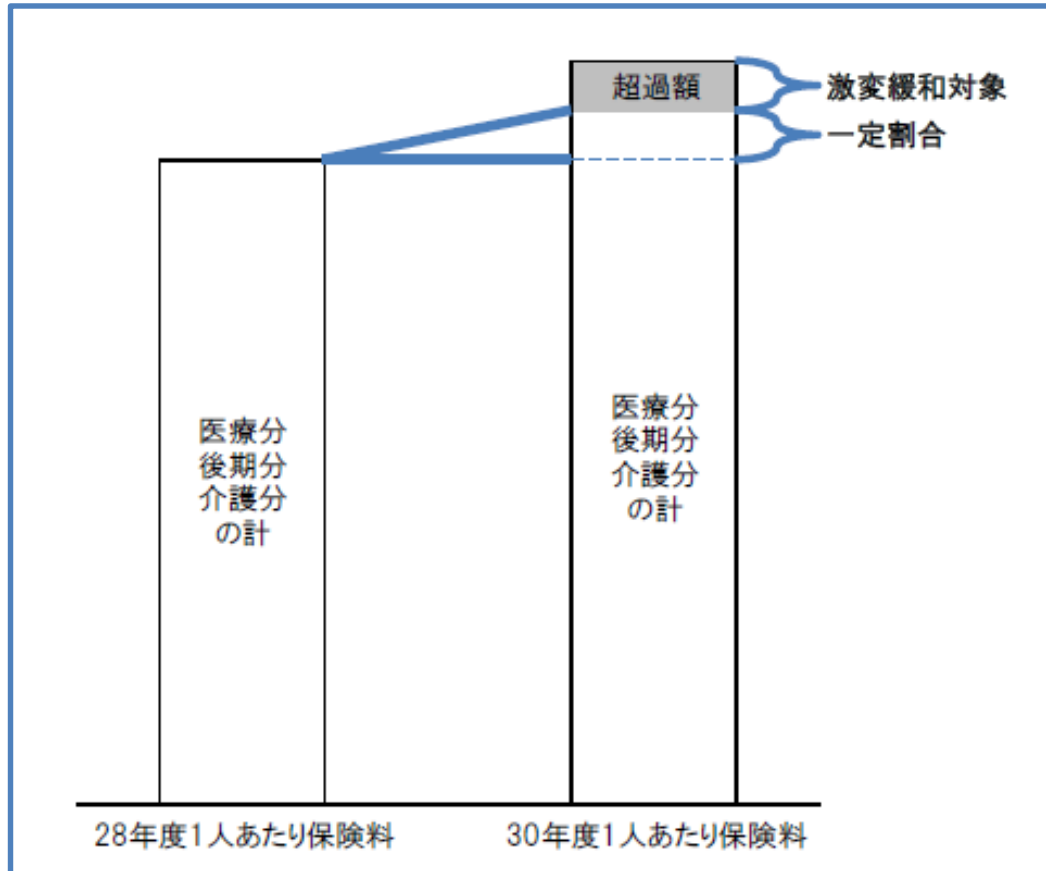 超過額
激変緩和対象
一定割合
医療分
後期分
介護分
の計
医療分
後期分
介護分
の計
28年度1人あたり保険料
30年度1人あたり保険料